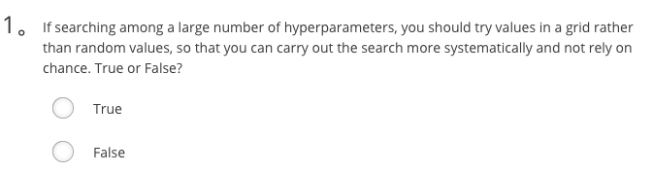 1。 If searching among a large number of hyperparameters, you should try values in a grid rather
than random values, so that you can carry out the search more systematically and not rely on
chance. True or False?
True
False